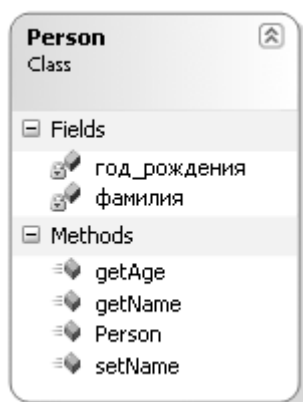 Person
Class
Fields
год_рождения
фамилия
Methods
getAge
getName
Person
setName